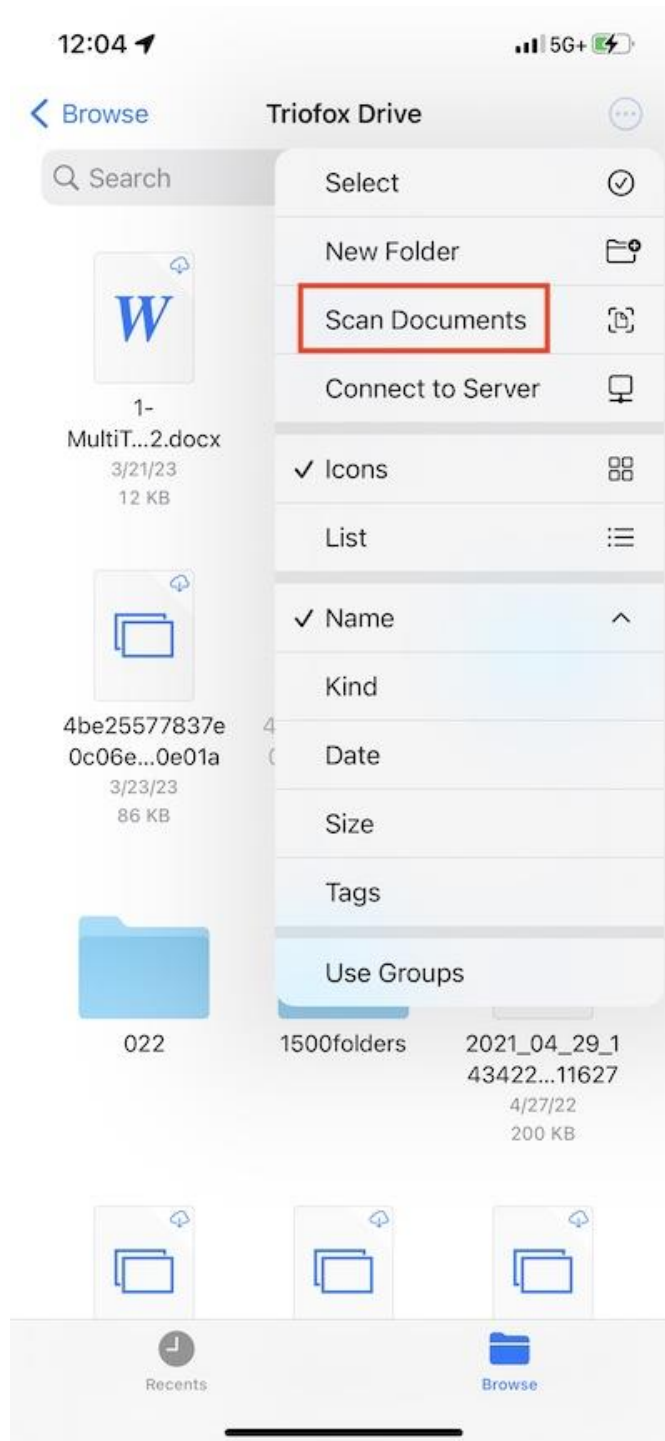 12:04
5G+
Browse
Triofox Drive
Search
Select
New Folder
Scan Documents
Connect to Server
Icons
List
Name
Kind
Date
Size
Tags
Use Groups
W
1-
MultiT...2.docx
3/21/23
12 KB
4be25577837e
0c06e...0e01a
3/23/23
86 KB
022
1500folders
2021_04_29_1
43422...11627
4/27/22
200 KB
Recents
Browse